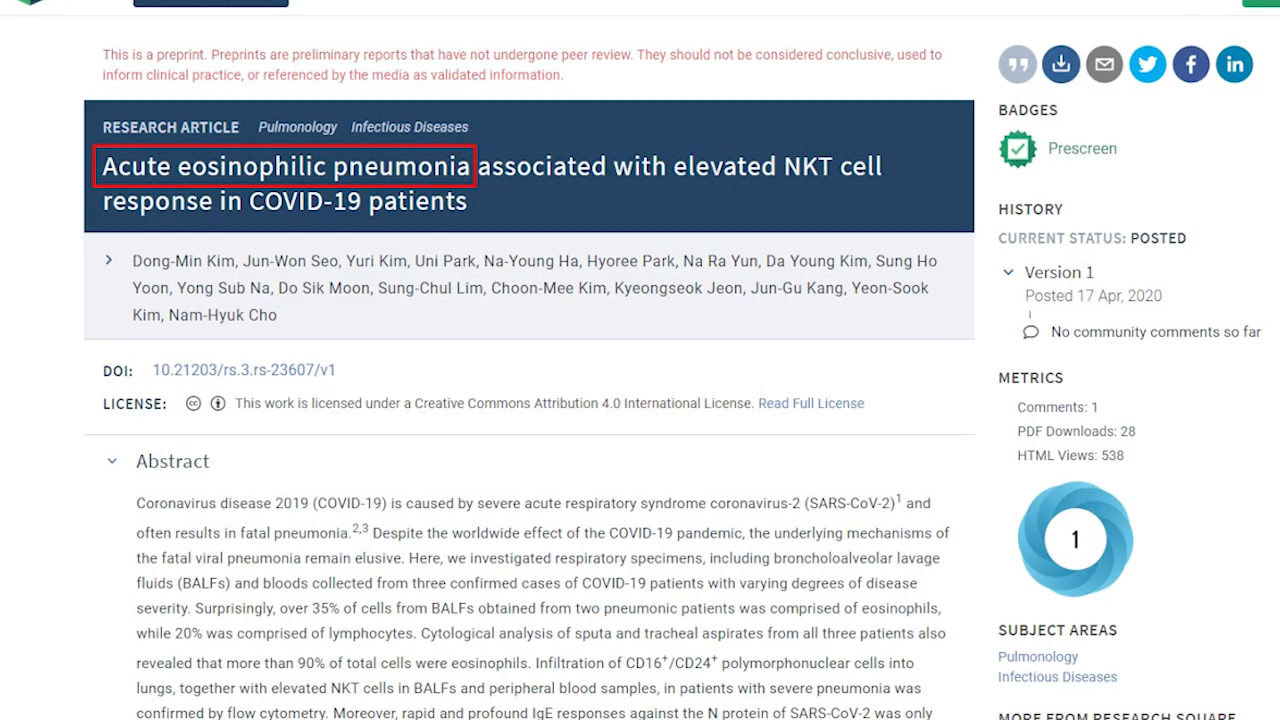 This is a preprint. Preprints are preliminary reports that have not undergone peer review. They should not be considered conclusive, used to
inform clinical practice, or referenced by the media as validated information.
RESEARCH ARTICLE Pulmonology Infectious Diseases
Acute eosinophilic pneumonia associated with elevated NKT cell
response in COVID-19 patients
Dong-Min Kim, Jun-Won Seo, Yuri Kim, Uni Park, Na-Young Ha, Hyoree Park, Na Ra Yun, Da Young Kim, Sung Ho
Yoon, Yong Sub Na, Do Sik Moon, Sung-Chul Lim, Choon-Mee Kim, Kyeongseok Jeon, Jun-Gu Kang, Yeon-Sook
Kim, Nam-Hyuk Cho
DOI: 10.21203/rs.3.rs-23607/v1
LICENSE: This work is licensed under a Creative Commons Attribution 4.0 International License. Read Full License
Abstract
Coronavirus disease 2019 (COVID-19) is caused by severe acute respiratory syndrome coronavirus-2 (SARS-CoV-2)1 and
often results in fatal pneumonia.2,3 Despite the worldwide effect of the COVID-19 pandemic, the underlying mechanisms of
the fatal viral pneumonia remain elusive. Here, we investigated respiratory specimens, including bronchoalveolar lavage
fluids (BALFs) and bloods collected from three confirmed cases of COVID-19 patients with varying degrees of disease
severity. Surprisingly, over 35% of cells from BALFs obtained from two pneumonic patients was comprised of eosinophils,
while 20% was comprised of lymphocytes. Cytological analysis of sputa and tracheal aspirates from all three patients also
revealed that more than 90% of total cells were eosinophils. Infiltration of CD16+/CD24+ polymorphonuclear cells into
lungs, together with elevated NKT cells in BALFs and peripheral blood samples, in patients with severe pneumonia was
confirmed by flow cytometry. Moreover, rapid and profound IgE responses against the N protein of SARS-CoV-2 was only
in
BADGES
Prescreen
HISTORY
CURRENT STATUS: POSTED
Version 1
Posted 17 Apr, 2020
No community comments so far
METRICS
Comments: 1
PDF Downloads: 28
HTML Views: 538
1
SUBJECT AREAS
Pulmonology
Infectious Diseases
MORE FROM RESEARCH SQUARE